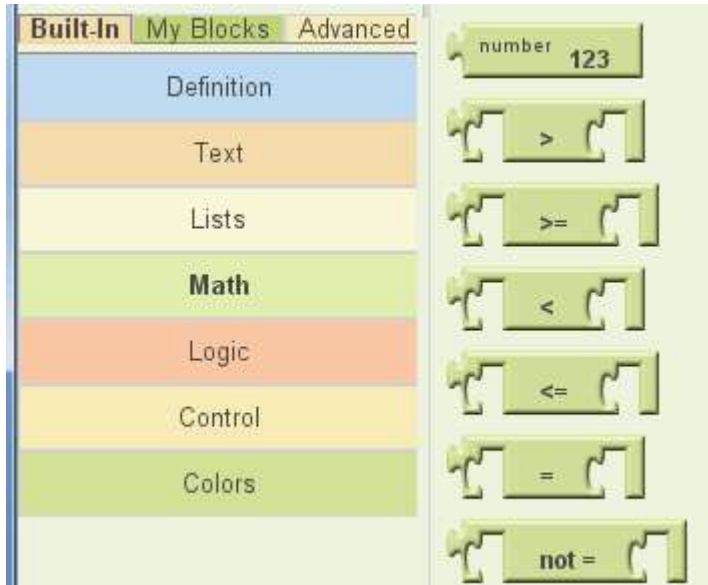 Built-In My Blocks Advanced
Definition
Text
Lists
Math
Logic
Control
Colors
number 123
>
>=
<
<=
=
not =